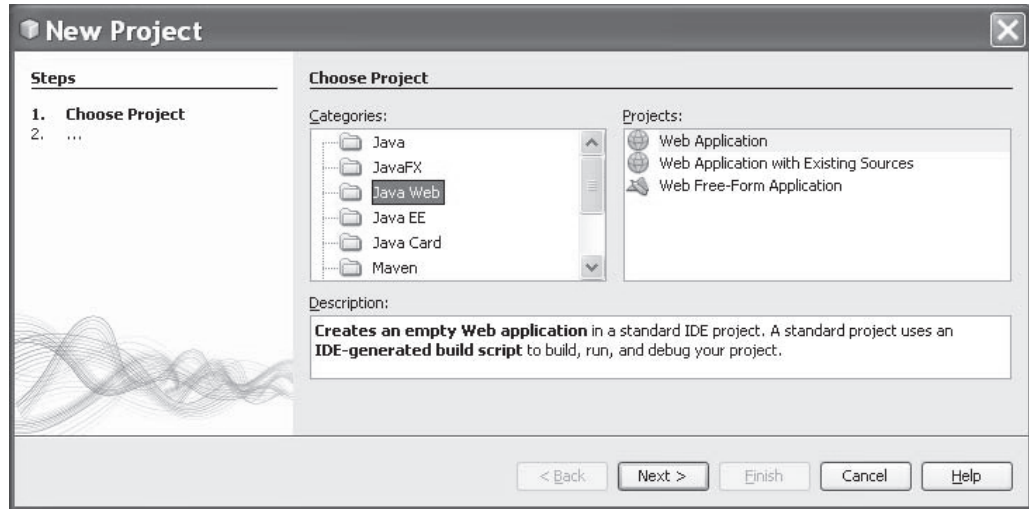 New Project
Steps
1. Choose Project
2. ...
Choose Project
Categories:
Java
JavaFX
Java Web
Java EE
Java Card
Maven
Projects:
Web Application
Web Application with Existing Sources
Web Free-Form Application
Description:
Creates an empty Web application in a standard IDE project. A standard project uses an
IDE-generated build script to build, run, and debug your project.
< Back
Next >
Finish
Cancel
Help